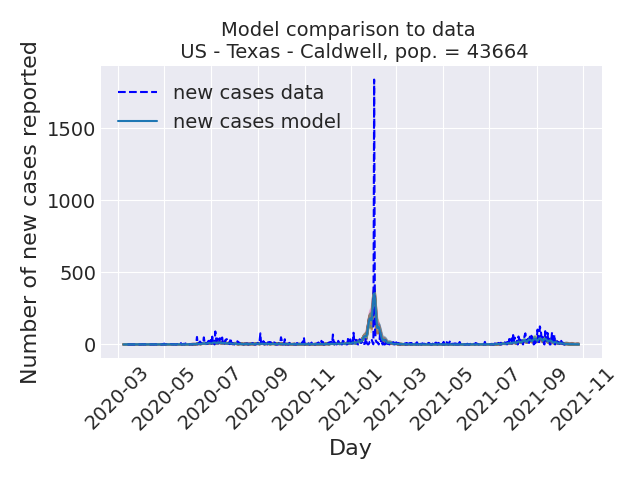 Model comparison to data
US - Texas - Caldwell, pop. = 43664
new cases data
new cases model
Number of new cases reported
1500
1000
500
0
2020-03
2020-05
2020-07
2020-09
2020-11
2021-01
2021-03
2021-05
2021-07
2021-09
2021-11
Day